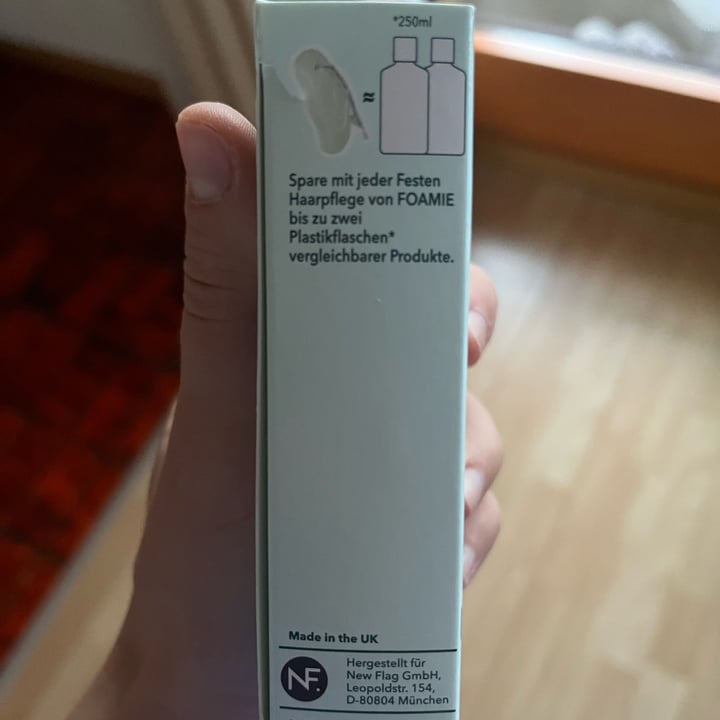 *250ml
≈
Spare mit jeder Festen
Haarpflege von FOAMIE
bis zu zwei
Plastikflaschen*
vergleichbarer Produkte.
Made in the UK
NF.
Hergestellt für
New Flag GmbH,
Leopoldstr. 154,
D-80804 München